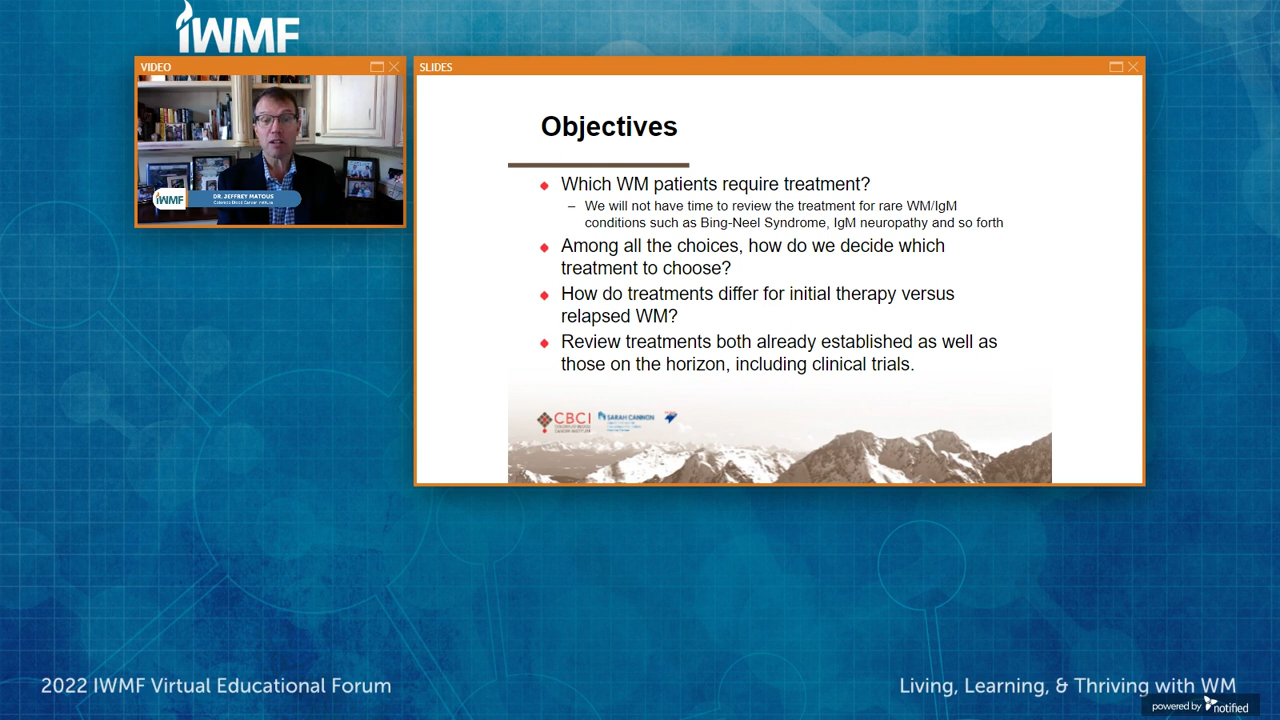 IWMF
VIDEO
IWMF
DR. JEFFREY MATOUS
Colorado Blood Cancer Institute
SLIDES
Objectives
Which WM patients require treatment?
– We will not have time to review the treatment for rare WM/IgM
conditions such as Bing-Neel Syndrome, IgM neuropathy and so forth
Among all the choices, how do we decide which
treatment to choose?
How do treatments differ for initial therapy versus
relapsed WM?
Review treatments both already established as well as
those on the horizon, including clinical trials.
CBCI
SARAH CANNON
2022 IWMF Virtual Educational Forum
Living, Learning, & Thriving with WM
powered by notified